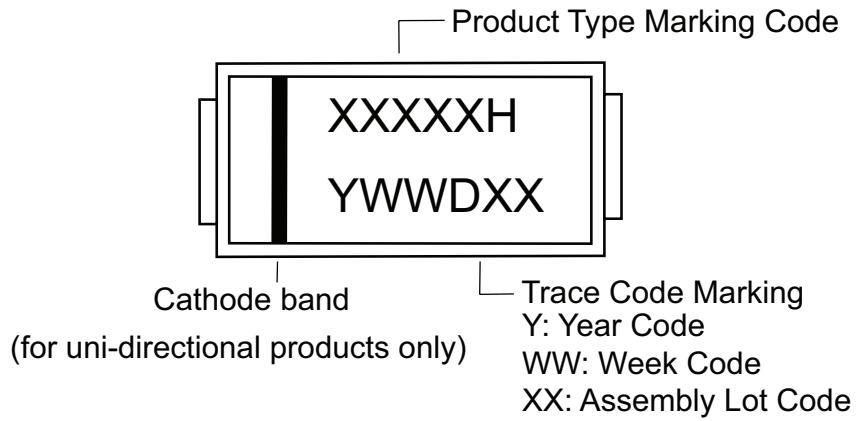 Product Type Marking Code
XXXXXH
YWWDXX
Cathode band
(for uni-directional products only)
Trace Code Marking
Y: Year Code
WW: Week Code
XX: Assembly Lot Code